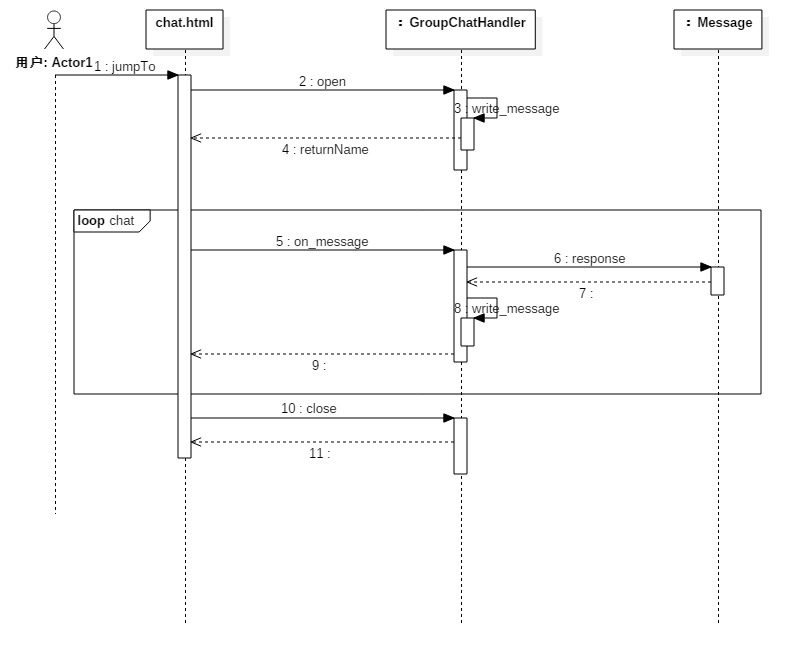 chat.html
: GroupChatHandler
: Message
用户: Actor1
1 : jumpTo
2 : open
3 : write_message
4 : returnName
loop chat
5 : on_message
6 : response
7 :
8 : write_message
9 :
10 : close
11 :